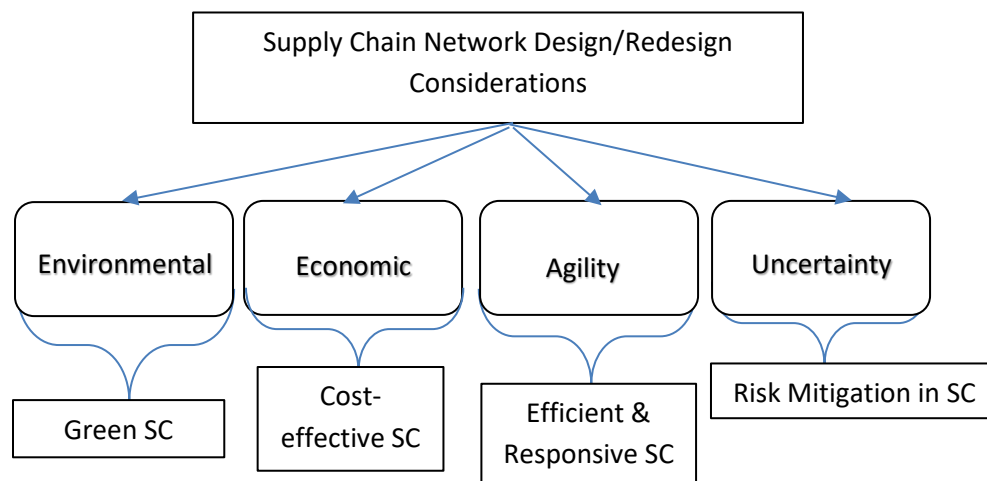 Supply Chain Network Design/Redesign
Considerations
Environmental
Economic
Agility
Uncertainty
Green SC
Cost-
effective SC
Efficient &
Responsive SC
Risk Mitigation in SC